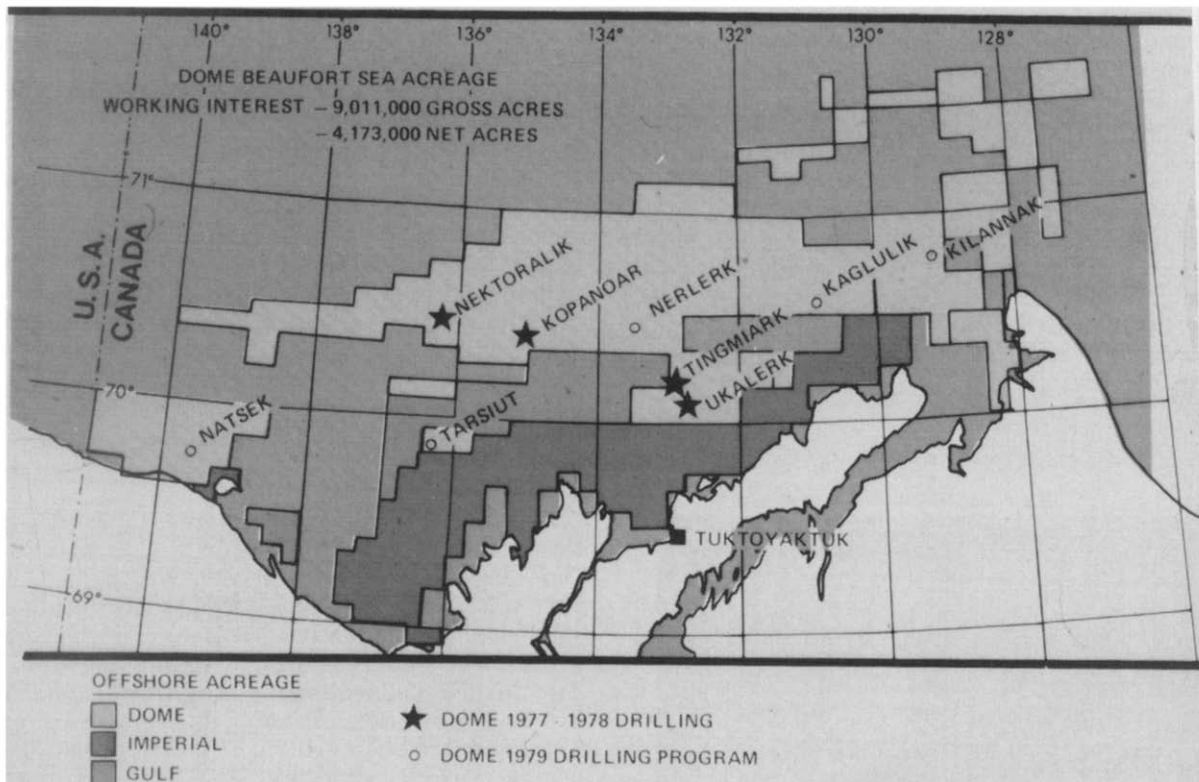 140° 138° 136° 134° 132° 130° 128°
DOME BEAUFORT SEA ACREAGE
WORKING INTEREST – 9,011,000 GROSS ACRES
– 4,173,000 NET ACRES
71°
U.S.A.
CANADA
NEKTORALIK
KOPANOAR
NERLERK
KAGLULIK
KILANNAK
TINGMIARK
UKALERK
70°
NATSEK
TARSIUT
TUKTOYAKTUK
69°
OFFSHORE ACREAGE
DOME
IMPERIAL
GULF
DOME 1977 - 1978 DRILLING
DOME 1979 DRILLING PROGRAM